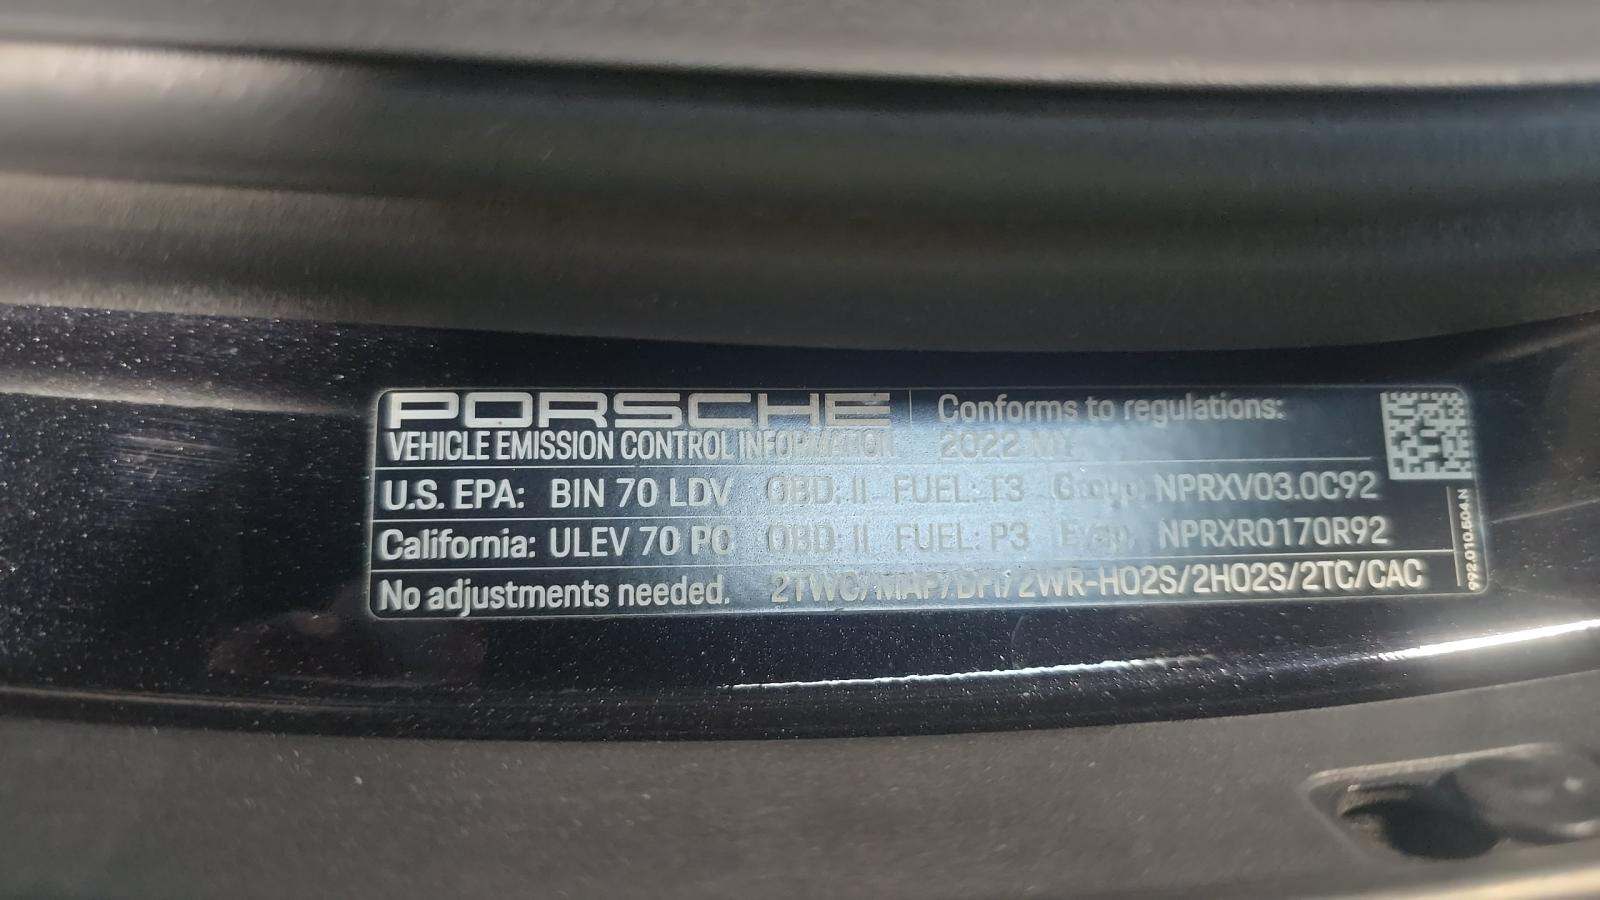 PORSCHE
VEHICLE EMISSION CONTROL INFORMATION
Conforms to regulations:
2022 MY
U.S. EPA: BIN 70 LDV OBD: II FUEL: T3 Group: NPRXV03.0C92
California: ULEV 70 PC OBD: II FUEL: P3 Evap: NPRXR0170R92
No adjustments needed. 2TWC/MAP/DFI/2WR-HO2S/2HO2S/2TC/CAC
992.010.604.N